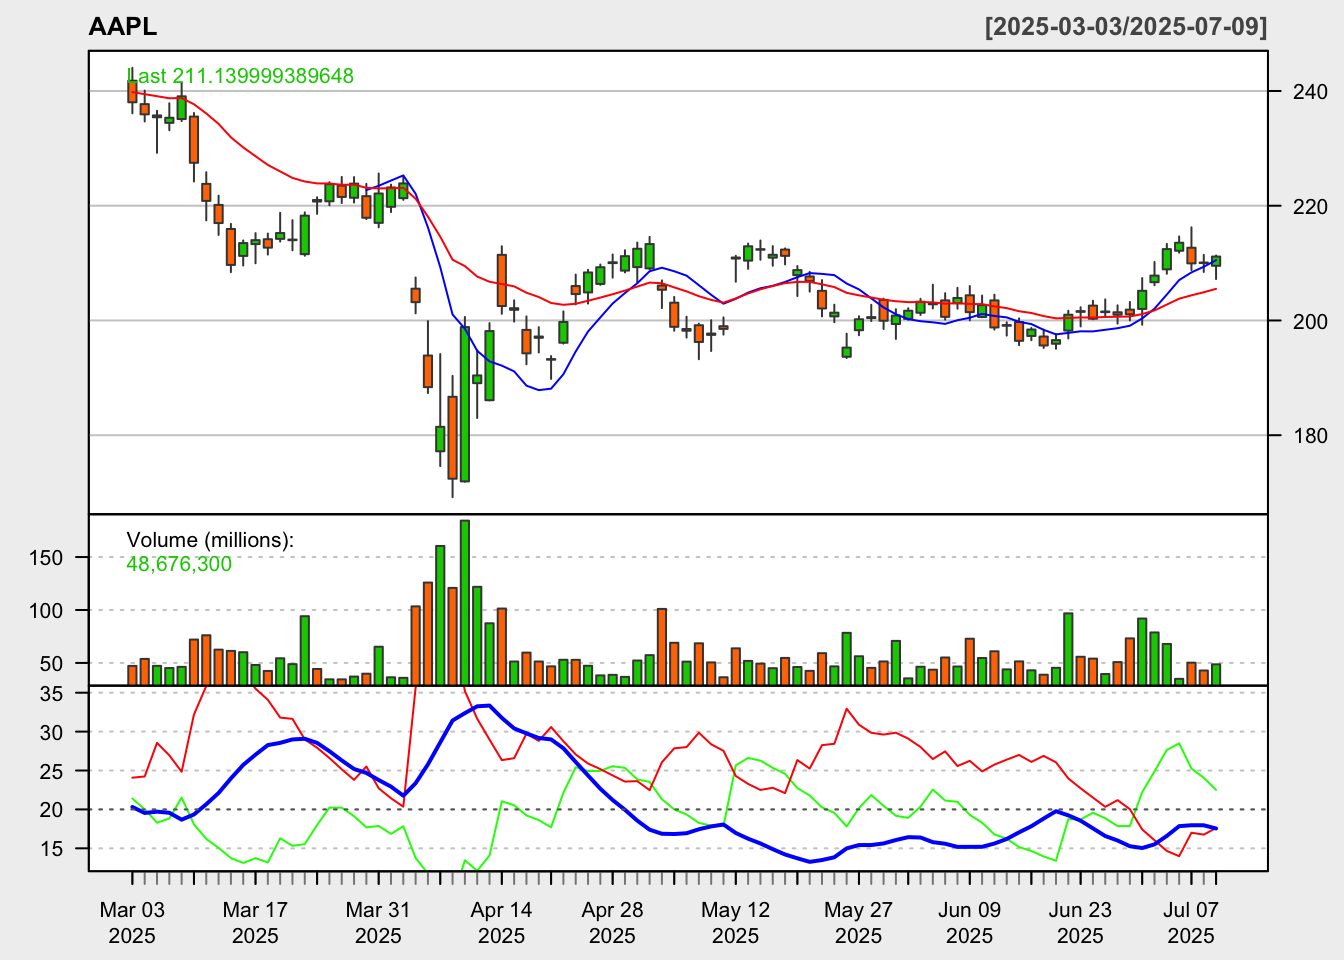 AAPL [2025-03-03/2025-07-09]
Last 211.139999389648
240
220
200
180
Volume (millions):
48,676,300
150
100
50
35
30
25
20
15
Mar 03 Mar 17 Mar 31 Apr 14 Apr 28 May 12 May 27 Jun 09 Jun 23 Jul 07
2025 2025 2025 2025 2025 2025 2025 2025 2025 2025